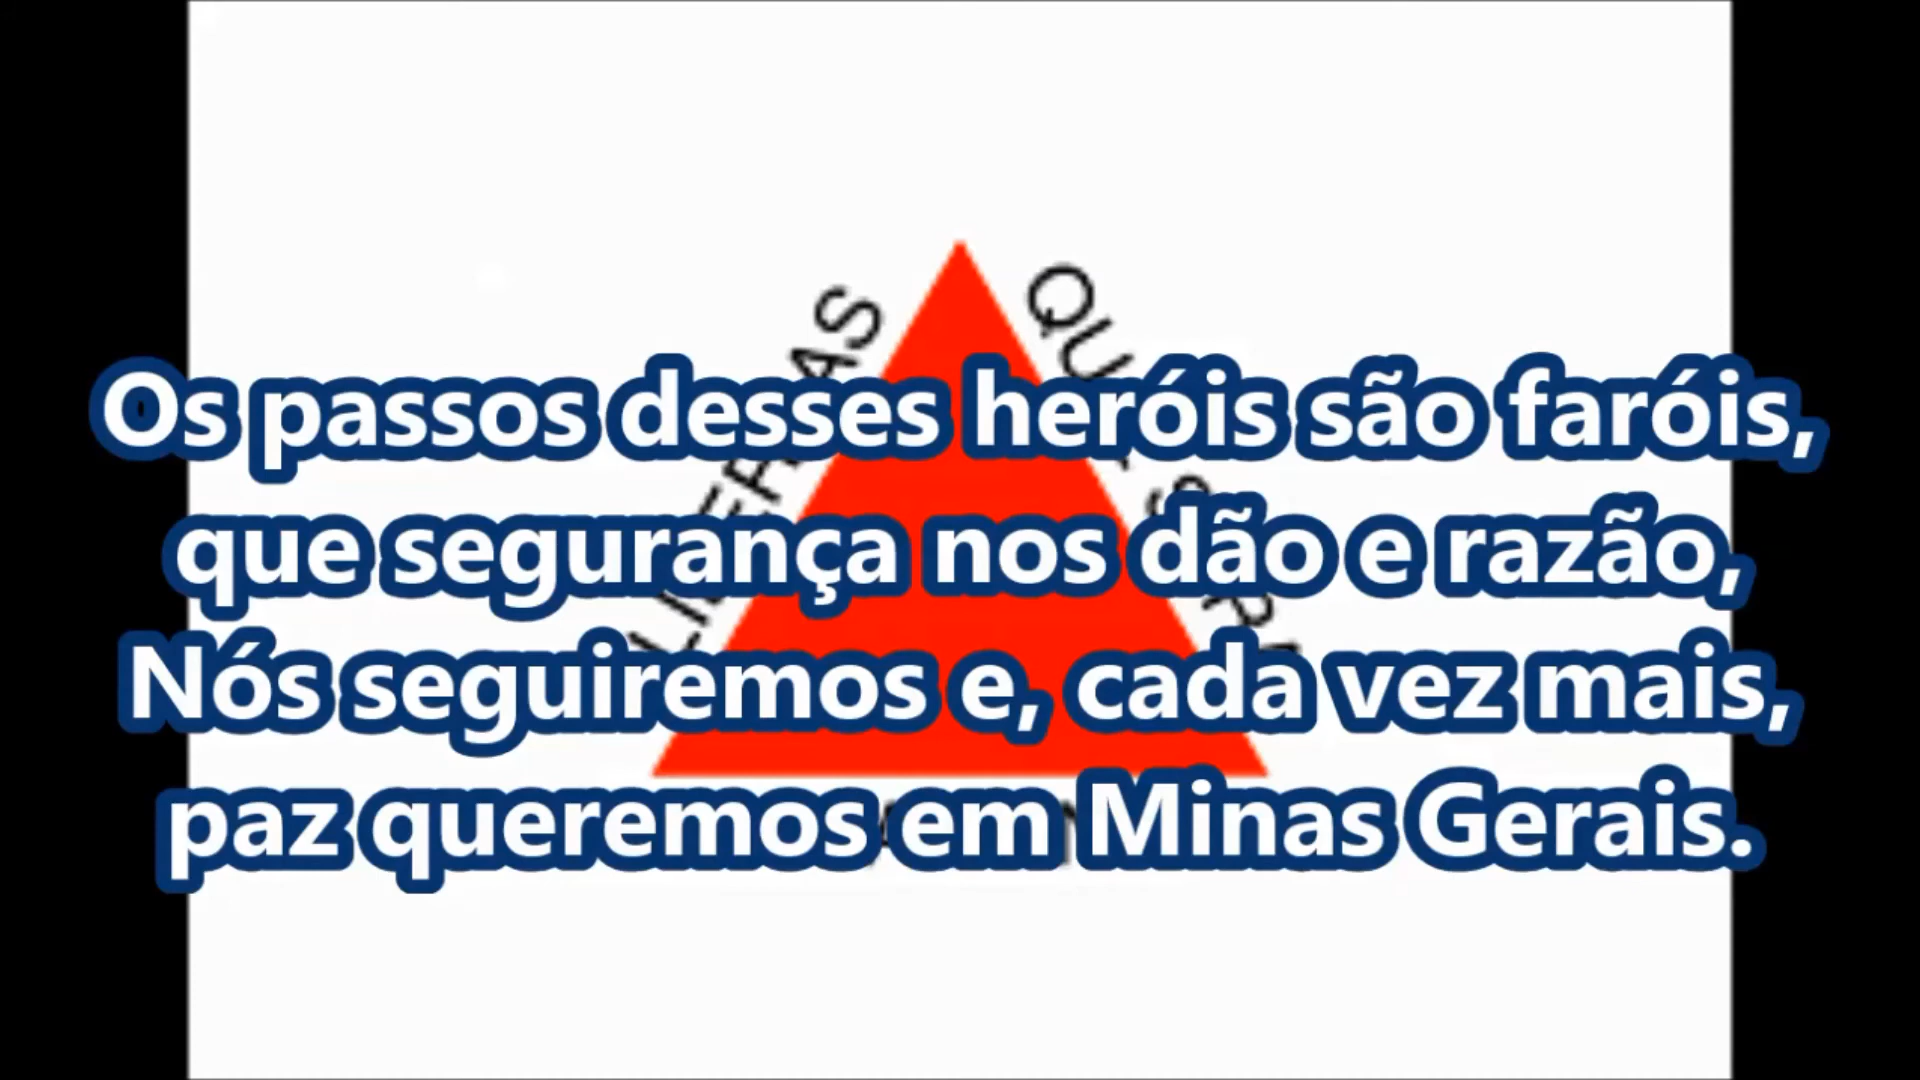 Os passos desses heróis são faróis,
que segurança nos dão e razão,
Nós seguiremos e, cada vez mais,
paz queremos em Minas Gerais.